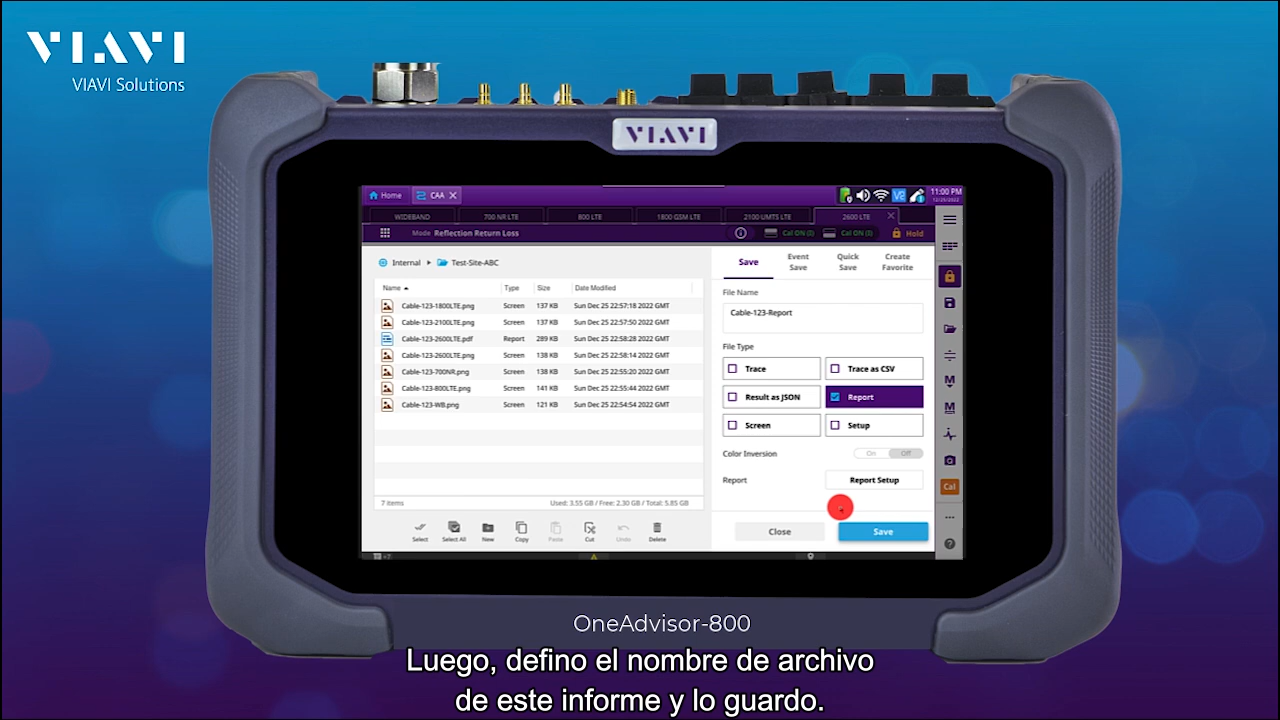 VIAVI
VIAVI Solutions
VIAVI
Home
CAA
11:00 PM
12/25/2022
WIDEBAND
700 NR LTE
800 LTE
1800 GSM LTE
2100 UMTS LTE
2600 LTE
Mode Reflection Return Loss
Cal ON (I)
Cal ON (I)
Hold
Internal
Test-Site-ABC
Name Type Size Date Modified
Cable-123-1800LTE.png Screen 137 KB Sun Dec 25 22:57:18 2022 GMT
Cable-123-2100LTE.png Screen 137 KB Sun Dec 25 22:57:50 2022 GMT
Cable-123-2600LTE.pdf Report 289 KB Sun Dec 25 22:58:28 2022 GMT
Cable-123-2600LTE.png Screen 138 KB Sun Dec 25 22:58:14 2022 GMT
Cable-123-700NR.png Screen 138 KB Sun Dec 25 22:55:20 2022 GMT
Cable-123-800LTE.png Screen 141 KB Sun Dec 25 22:55:44 2022 GMT
Cable-123-WB.png Screen 121 KB Sun Dec 25 22:54:54 2022 GMT
7 items
Used: 3.55 GB / Free: 2.30 GB / Total: 5.85 GB
Select
Select All
New
Copy
Paste
Cut
Undo
Delete
Save
Event
Save
Quick
Save
Create
Favorite
File Name
Cable-123-Report
File Type
Trace
Trace as CSV
Result as JSON
Report
Screen
Setup
Color Inversion
On
Off
Report
Report Setup
Close
Save
M
M
Cal
OneAdvisor-800
Luego, defino el nombre de archivo
de este informe y lo guardo.